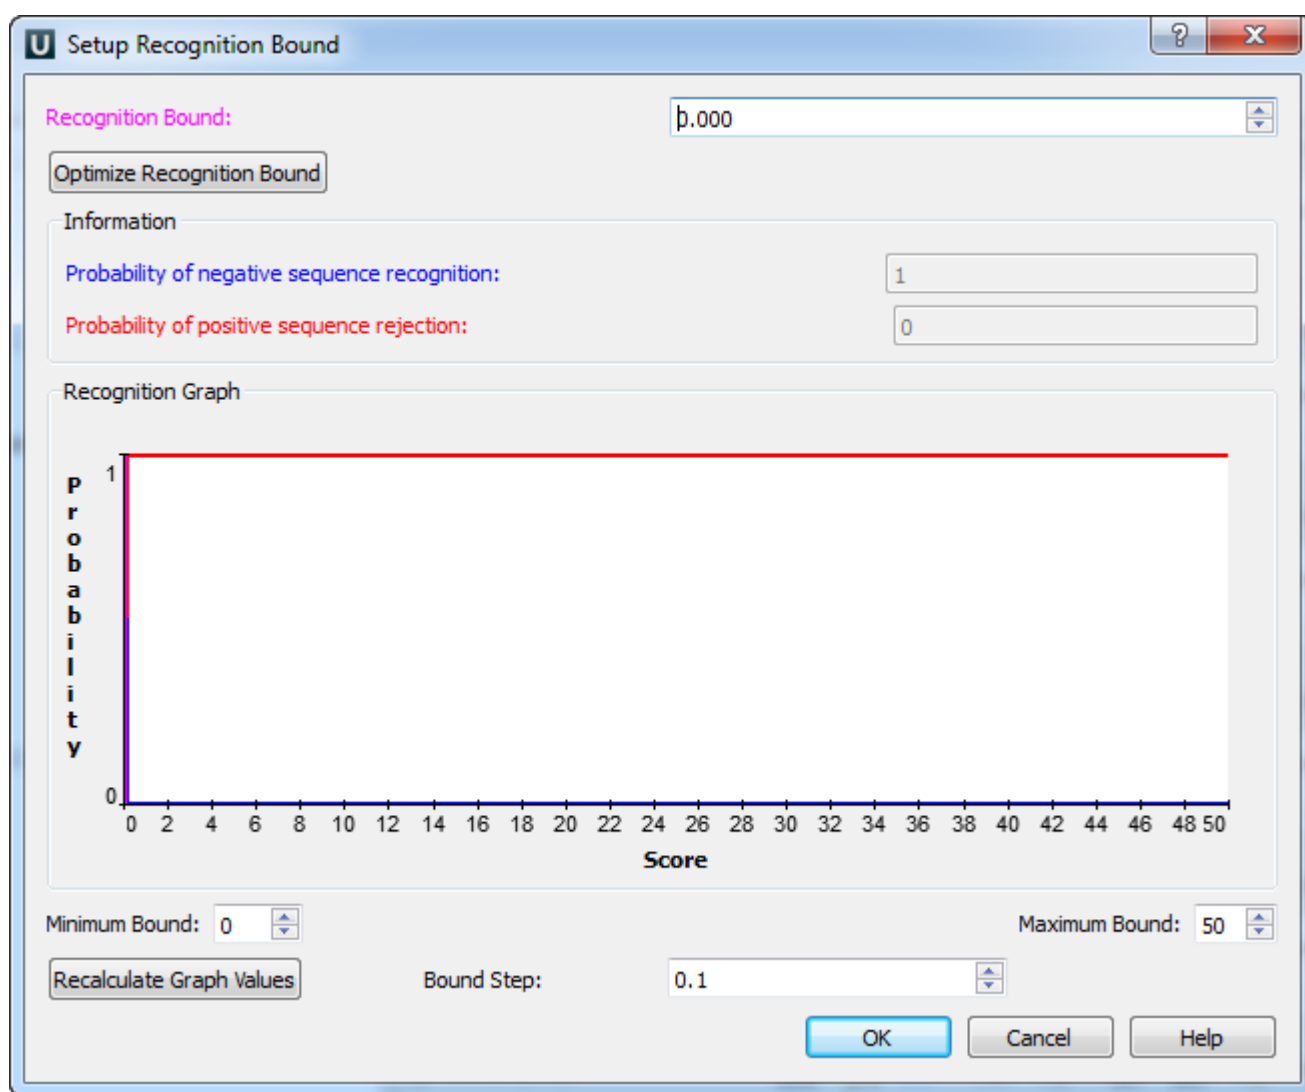 U Setup Recognition Bound ? X
Recognition Bound: 0.000
Optimize Recognition Bound
Information
Probability of negative sequence recognition: 1
Probability of positive sequence rejection: 0
Recognition Graph
1
Probability
0
0 2 4 6 8 10 12 14 16 18 20 22 24 26 28 30 32 34 36 38 40 42 44 46 48 50
Score
Minimum Bound: 0 Maximum Bound: 50
Recalculate Graph Values Bound Step: 0.1
OK Cancel Help